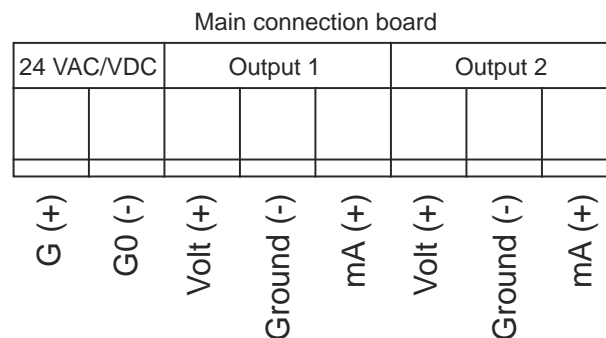 Main connection board
24 VAC/VDC Output 1 Output 2
G (+) G0 (-) Volt (+) Ground (-) mA (+) Volt (+) Ground (-) mA (+)